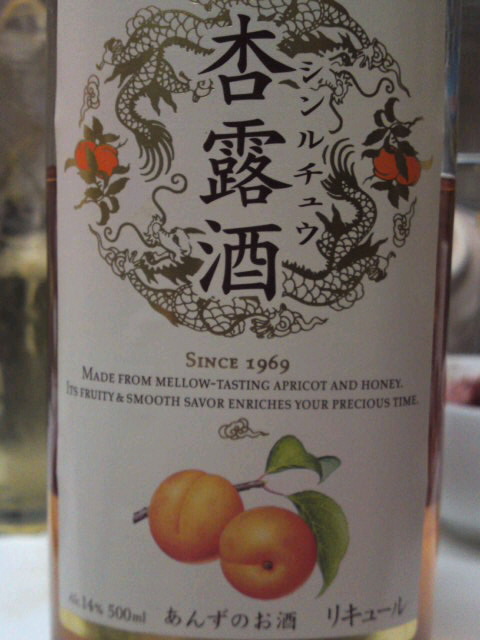 杏露酒
シンルチュウ
SINCE 1969
MADE FROM MELLOW-TASTING APRICOT AND HONEY.
ITS FRUITY & SMOOTH SAVOR ENRICHES YOUR PRECIOUS TIME.
Alc.14% 500ml あんずのお酒 リキュール